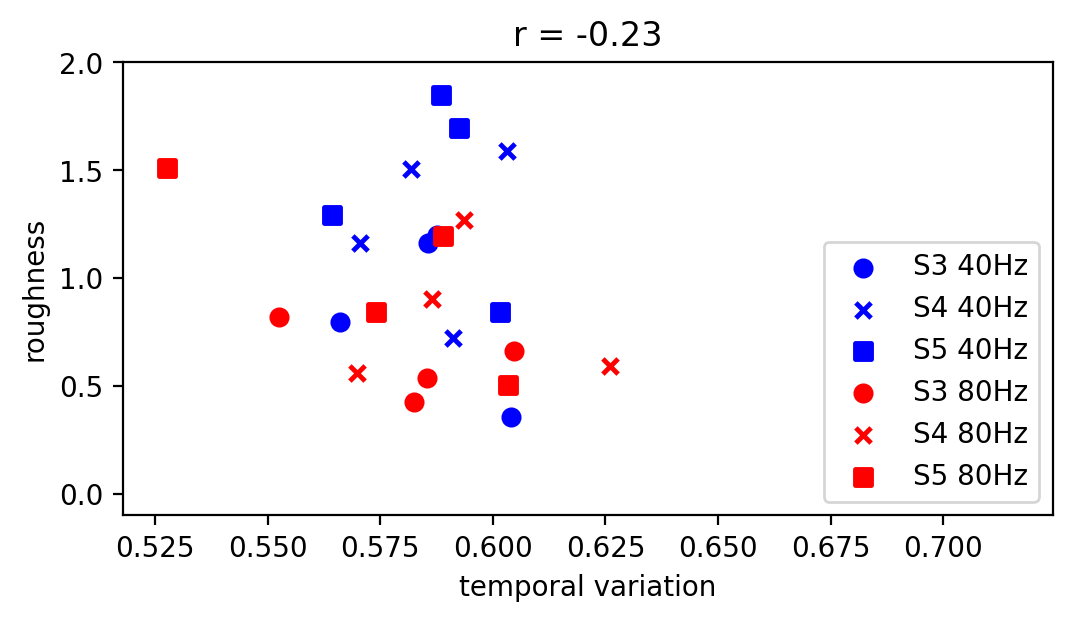 r = -0.23
roughness
2.0
1.5
1.0
0.5
0.0
S3 40Hz
S4 40Hz
S5 40Hz
S3 80Hz
S4 80Hz
S5 80Hz
0.525 0.550 0.575 0.600 0.625 0.650 0.675 0.700
temporal variation